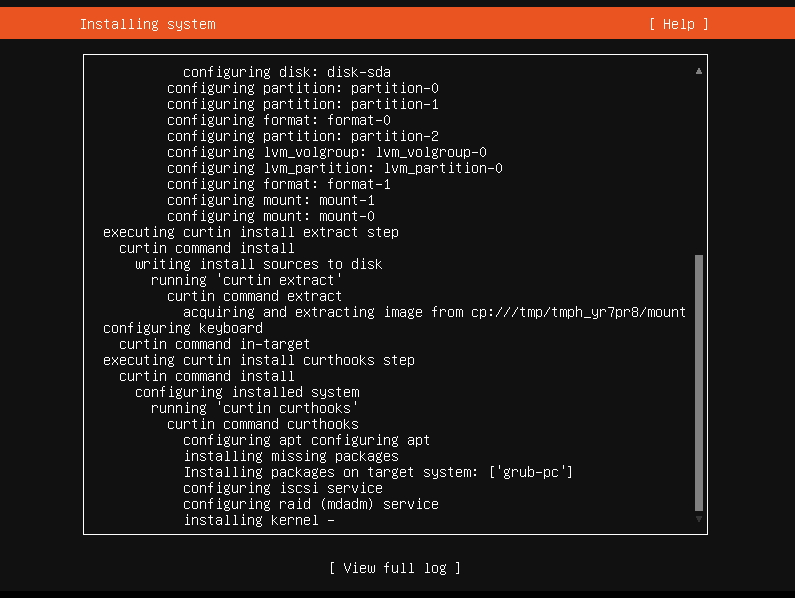 Installing system [ Help ]
configuring disk: disk-sda
configuring partition: partition-0
configuring partition: partition-1
configuring format: format-0
configuring partition: partition-2
configuring lvm_volgroup: lvm_volgroup-0
configuring lvm_partition: lvm_partition-0
configuring format: format-1
configuring mount: mount-1
configuring mount: mount-0
executing curtin install extract step
curtin command install
writing install sources to disk
running 'curtin extract'
curtin command extract
acquiring and extracting image from cp:///tmp/tmph_yr7pr8/mount
configuring keyboard
curtin command in-target
executing curtin install curthooks step
curtin command install
configuring installed system
running 'curtin curthooks'
curtin command curthooks
configuring apt configuring apt
installing missing packages
Installing packages on target system: ['grub-pc']
configuring iscsi service
configuring raid (mdadm) service
installing kernel -
[ View full log ]